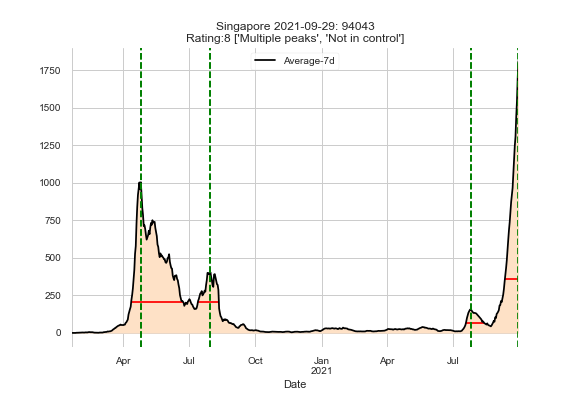 Singapore 2021-09-29: 94043
Rating:8 ['Multiple peaks', 'Not in control']
Average-7d
1750
1500
1250
1000
750
500
250
0
Apr Jul Oct Jan Apr Jul
2021
Date